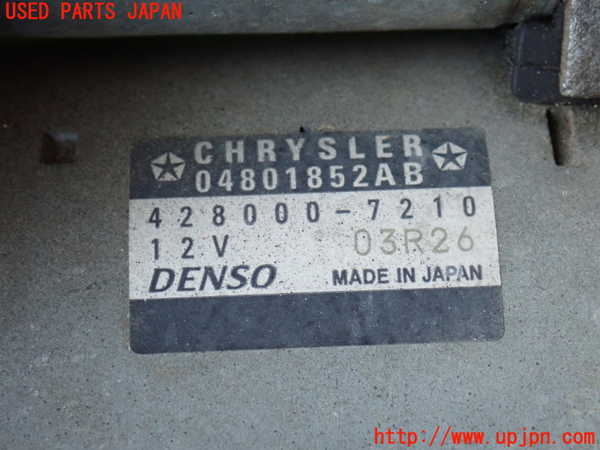 USED PARTS JAPAN
CHRYSLER
04801852AB
428000-7210
12V 03R26
DENSO MADE IN JAPAN
http://www.upjpn.com/